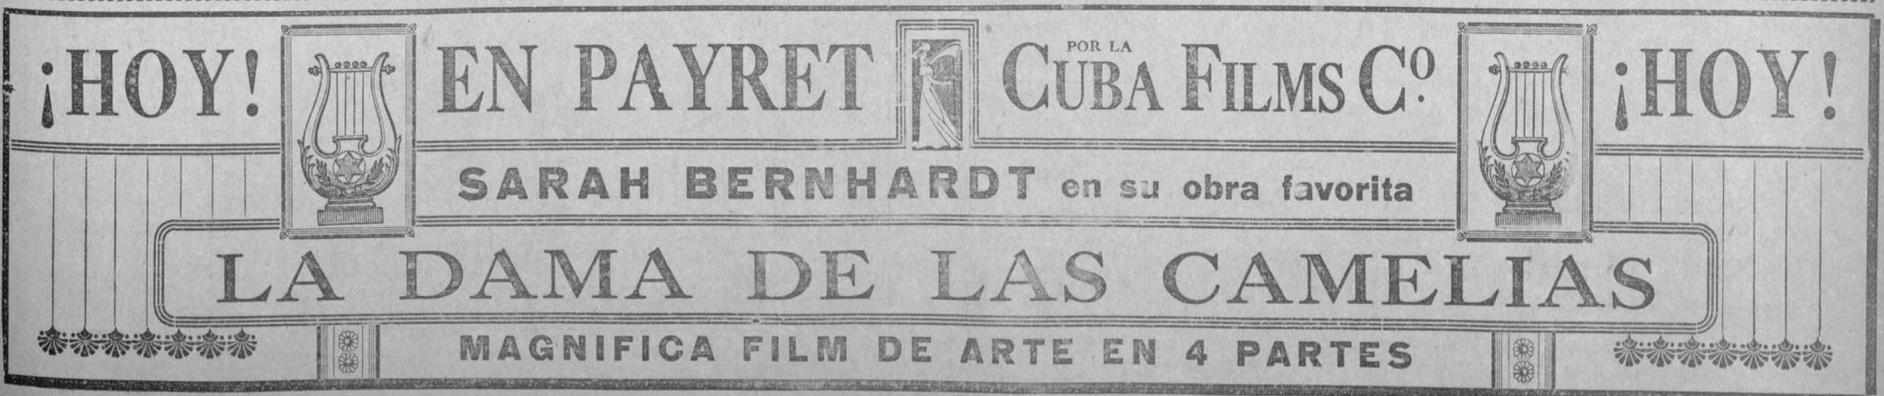 ¡HOY! EN PAYRET POR LA CUBA FILMS Cº. ¡HOY!
SARAH BERNHARDT en su obra favorita
LA DAMA DE LAS CAMELIAS
MAGNIFICA FILM DE ARTE EN 4 PARTES